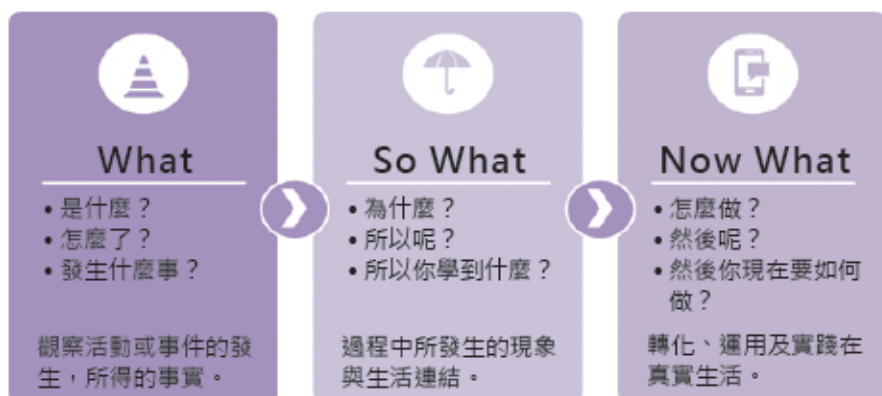 What
• 是什麼？
• 怎麼了？
• 發生什麼事？
觀察活動或事件的發
生，所得的事實。
So What
• 為什麼？
• 所以呢？
• 所以你學到什麼？
過程中所發生的現象
與生活連結。
Now What
• 怎麼做？
• 然後呢？
• 然後你現在要如何
做？
轉化、運用及實踐在
真實生活。